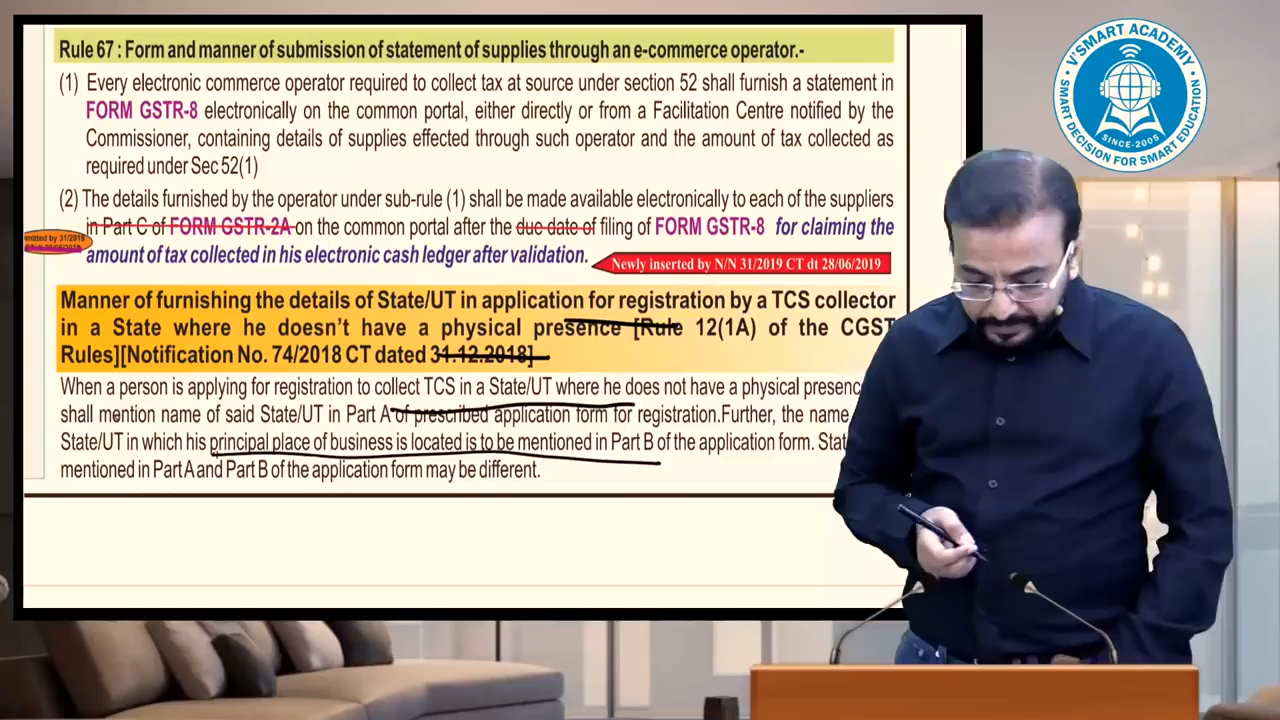 Rule 67 : Form and manner of submission of statement of supplies through an e-commerce operator.-
(1) Every electronic commerce operator required to collect tax at source under section 52 shall furnish a statement in
FORM GSTR-8 electronically on the common portal, either directly or from a Facilitation Centre notified by the
Commissioner, containing details of supplies effected through such operator and the amount of tax collected as
required under Sec 52(1)
(2) The details furnished by the operator under sub-rule (1) shall be made available electronically to each of the suppliers
in Part C of FORM GSTR-2A on the common portal after the due date of filing of FORM GSTR-8 for claiming the
amount of tax collected in his electronic cash ledger after validation.
mitted by 31/2019
Newly inserted by N/N 31/2019 CT dt 28/06/2019
Manner of furnishing the details of State/UT in application for registration by a TCS collector
in a State where he doesn't have a physical presence [Rule 12(1A) of the CGST
Rules][Notification No. 74/2018 CT dated 31.12.2018]
When a person is applying for registration to collect TCS in a State/UT where he does not have a physical presenc
shall mention name of said State/UT in Part A of prescribed application form for registration.Further, the name
State/UT in which his principal place of business is located is to be mentioned in Part B of the application form. Stat
mentioned in Part A and Part B of the application form may be different.
V'SMART ACADEMY
SINCE-2005
SMART DECISION FOR SMART EDUCATION